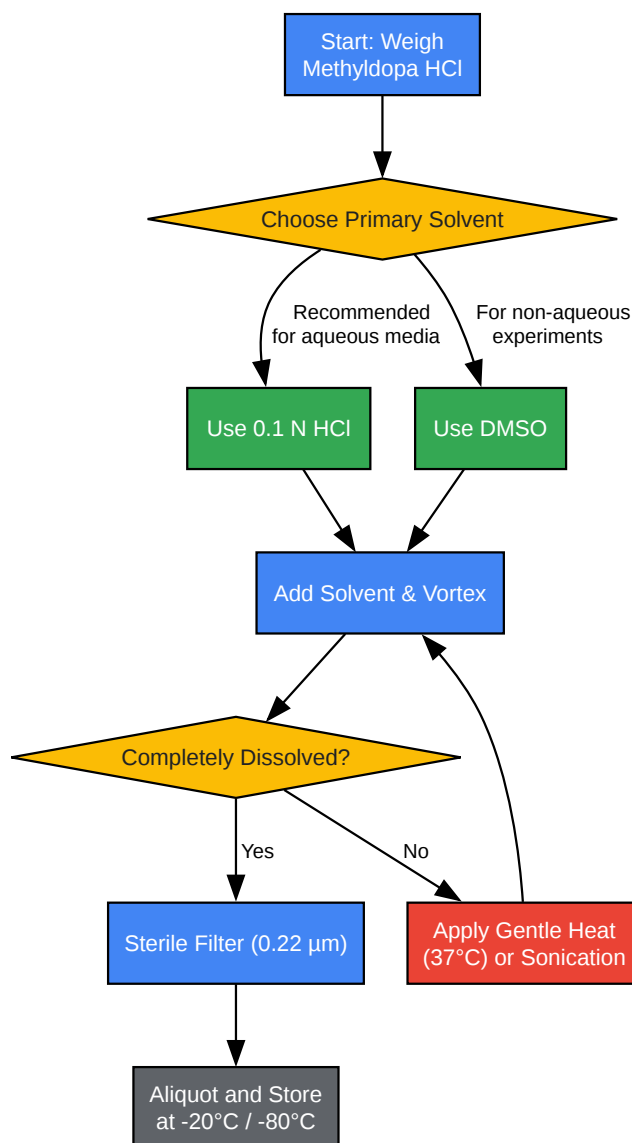 Start: Weigh
Methyldopa HCl
Choose Primary Solvent
Recommended
for aqueous media
For non-aqueous
experiments
Use 0.1 N HCl
Use DMSO
Add Solvent & Vortex
Completely Dissolved?
Yes
No
Sterile Filter (0.22 µm)
Apply Gentle Heat
(37°C) or Sonication
Aliquot and Store
at -20°C / -80°C